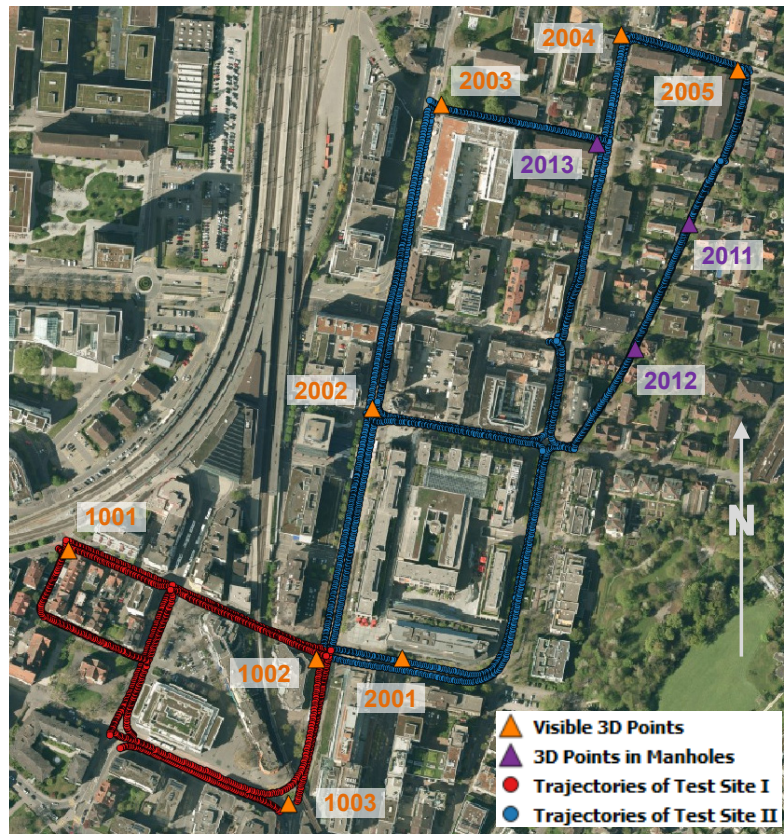 2004
2003
2005
2013
2011
2012
2002
N
1001
1002
2001
1003
Visible 3D Points
3D Points in Manholes
Trajectories of Test Site I
Trajectories of Test Site II